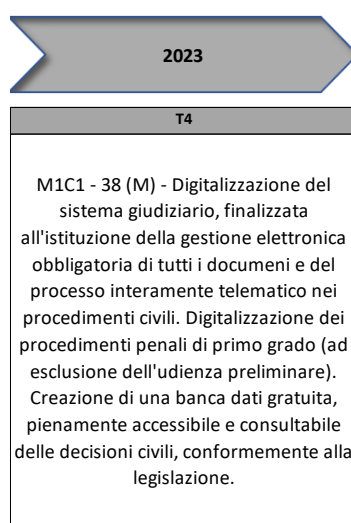 2023
T4
M1C1 - 38 (M) - Digitalizzazione del
sistema giudiziario, finalizzata
all'istituzione della gestione elettronica
obbligatoria di tutti i documeni e del
processo interamente telematico nei
procedimenti civili. Digitalizzazione dei
procedimenti penali di primo grado (ad
esclusione dell'udienza preliminare).
Creazione di una banca dati gratuita,
pienamente accessibile e consultabile
delle decisioni civili, conformemente alla
legislazione.